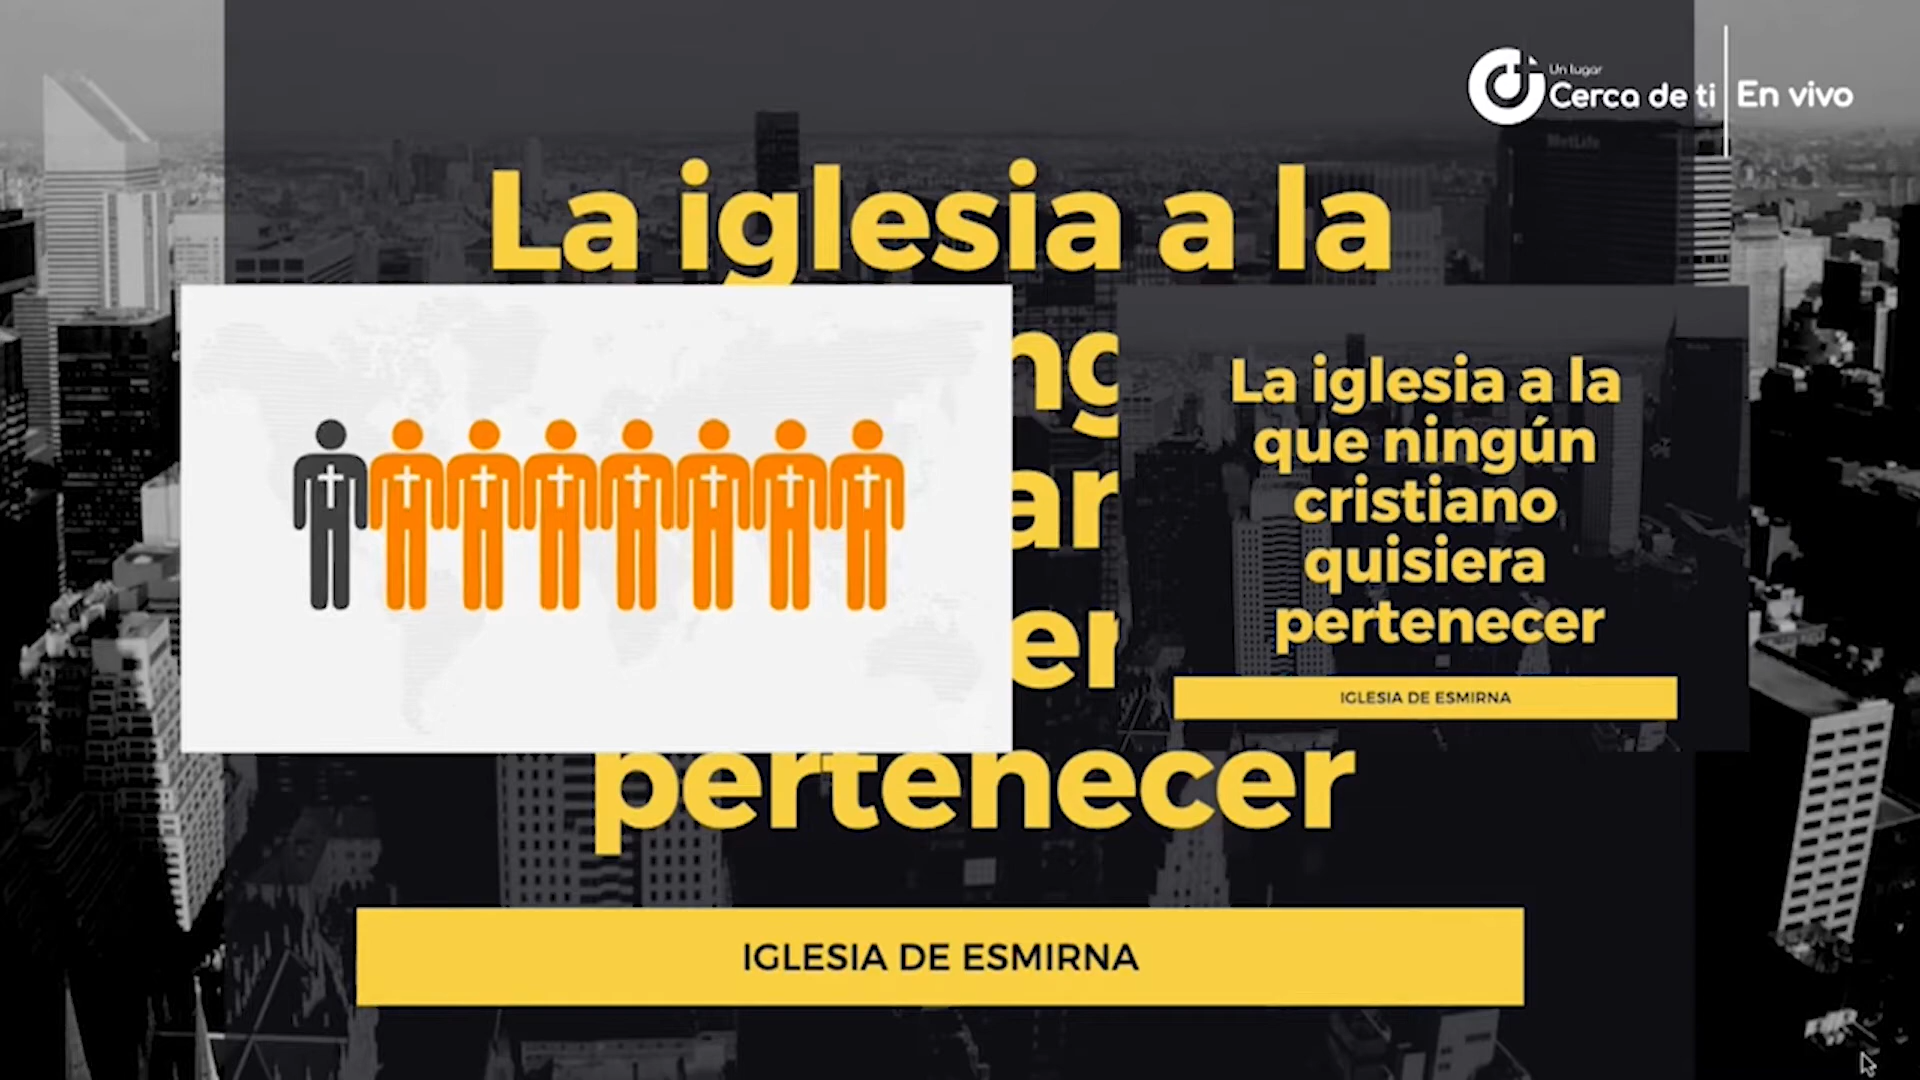 Un lugar
Cerca de ti
En vivo
La iglesia a la
pertenecer
IGLESIA DE ESMIRNA
La iglesia a la
que ningún
cristiano
quisiera
pertenecer
IGLESIA DE ESMIRNA
MetLife